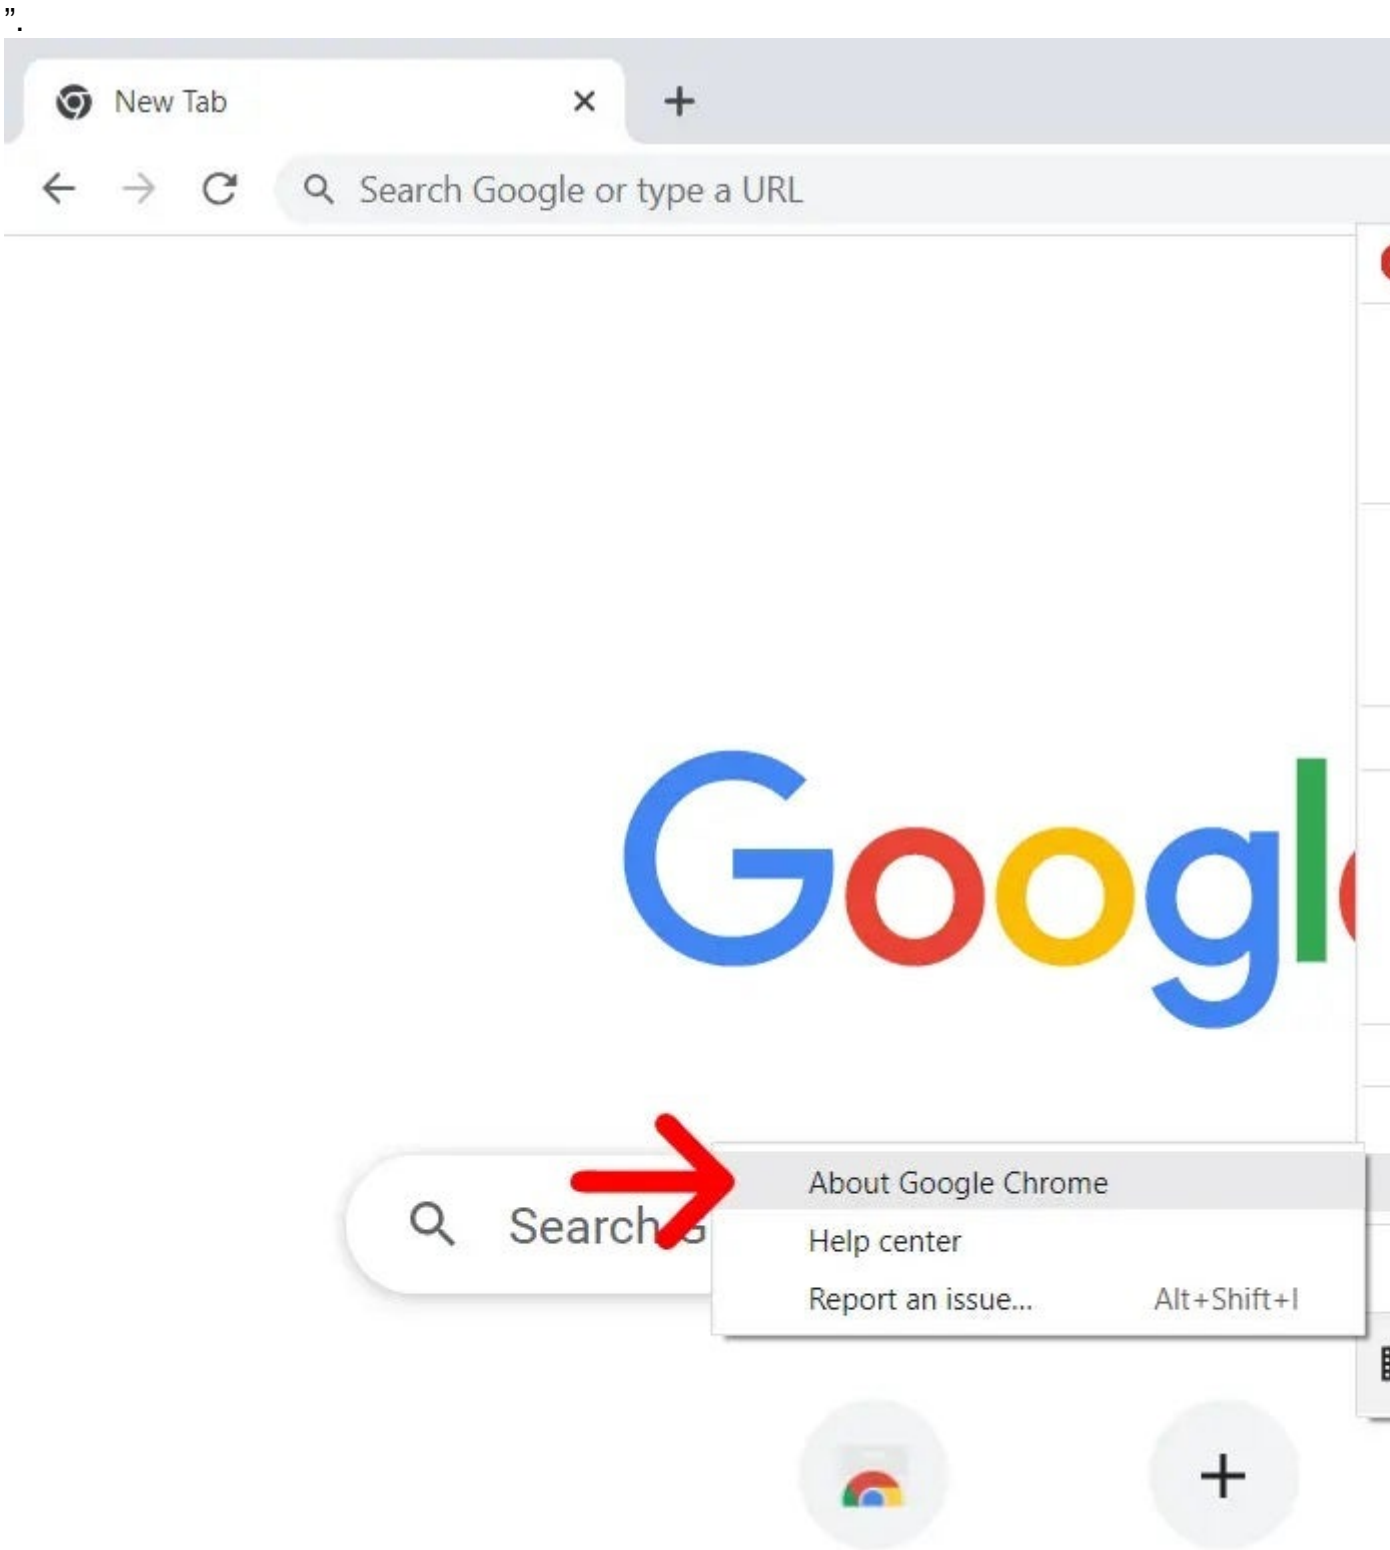 ”.
New Tab
Search Google or type a URL
Googl
About Google Chrome
Search
Help center
Report an issue... Alt+Shift+I